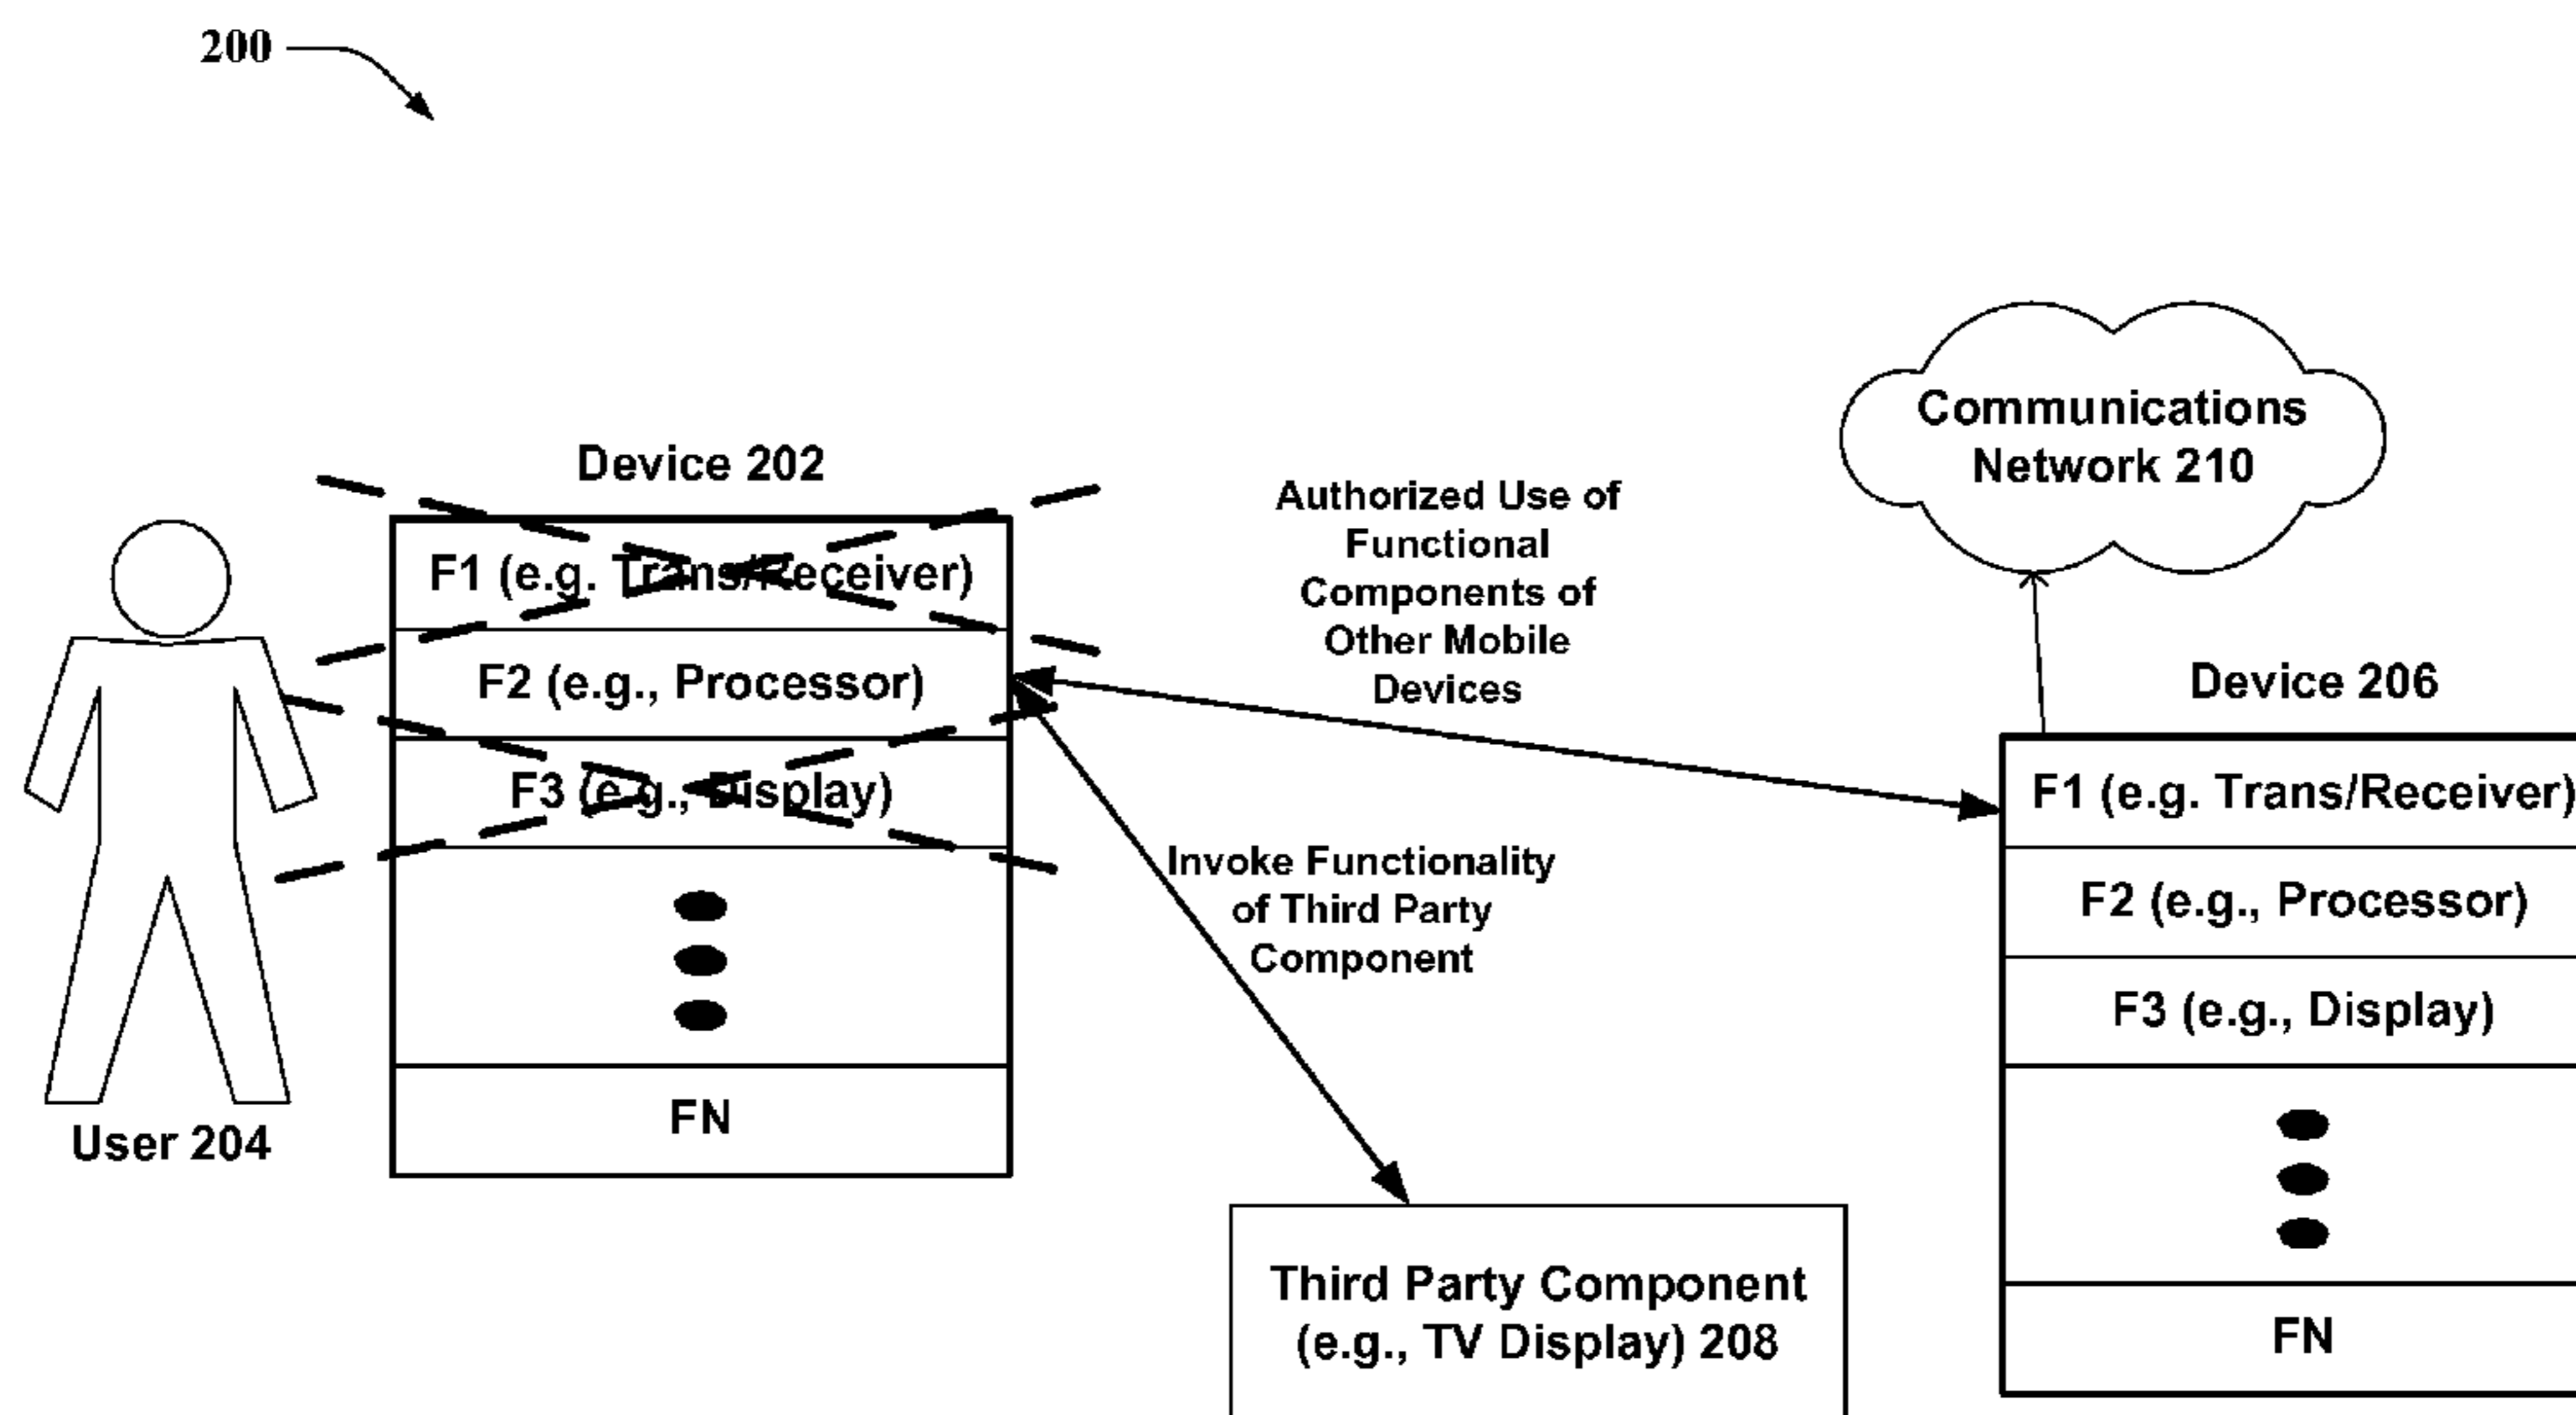 200
Device 202
F1 (e.g. Trans/Receiver)
F2 (e.g., Processor)
F3 (e.g., Display)
FN
User 204
Authorized Use of
Functional
Components of
Other Mobile
Devices
Invoke Functionality
of Third Party
Component
Third Party Component
(e.g., TV Display) 208
Communications
Network 210
Device 206
F1 (e.g. Trans/Receiver)
F2 (e.g., Processor)
F3 (e.g., Display)
FN